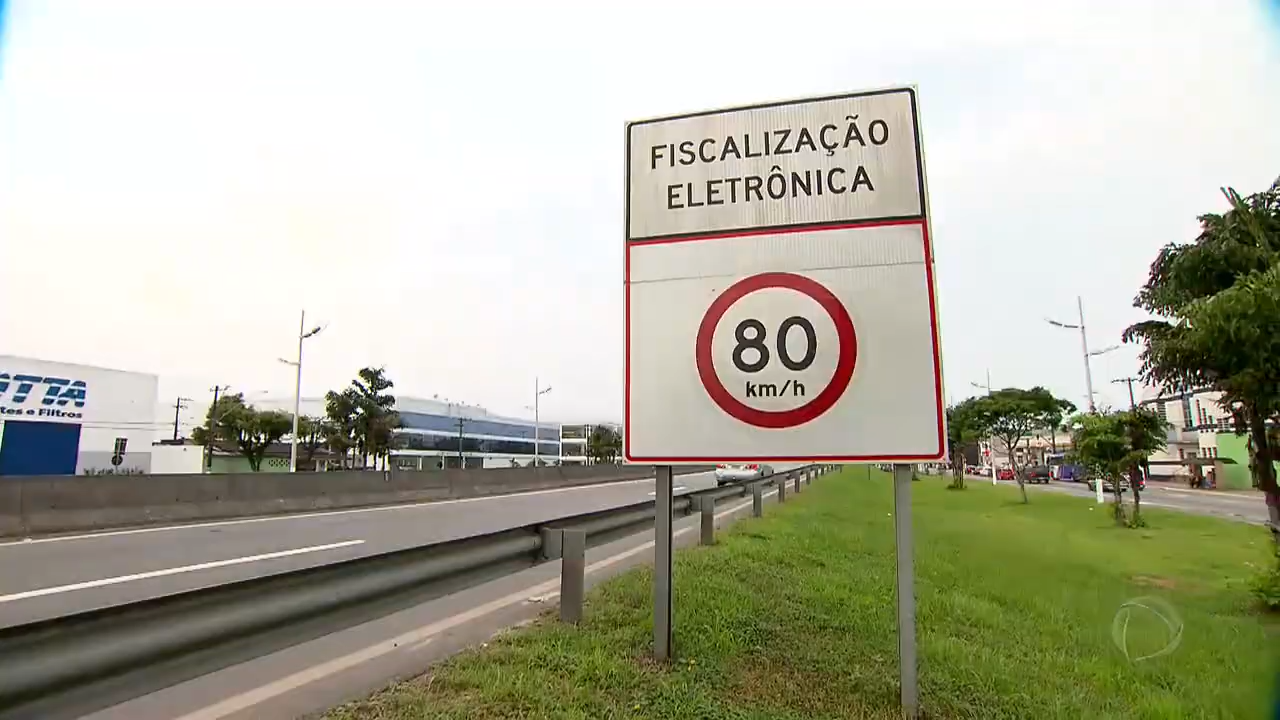 FISCALIZAÇÃO
ELETRÔNICA
80
km/h
TTA
tes e Filtros